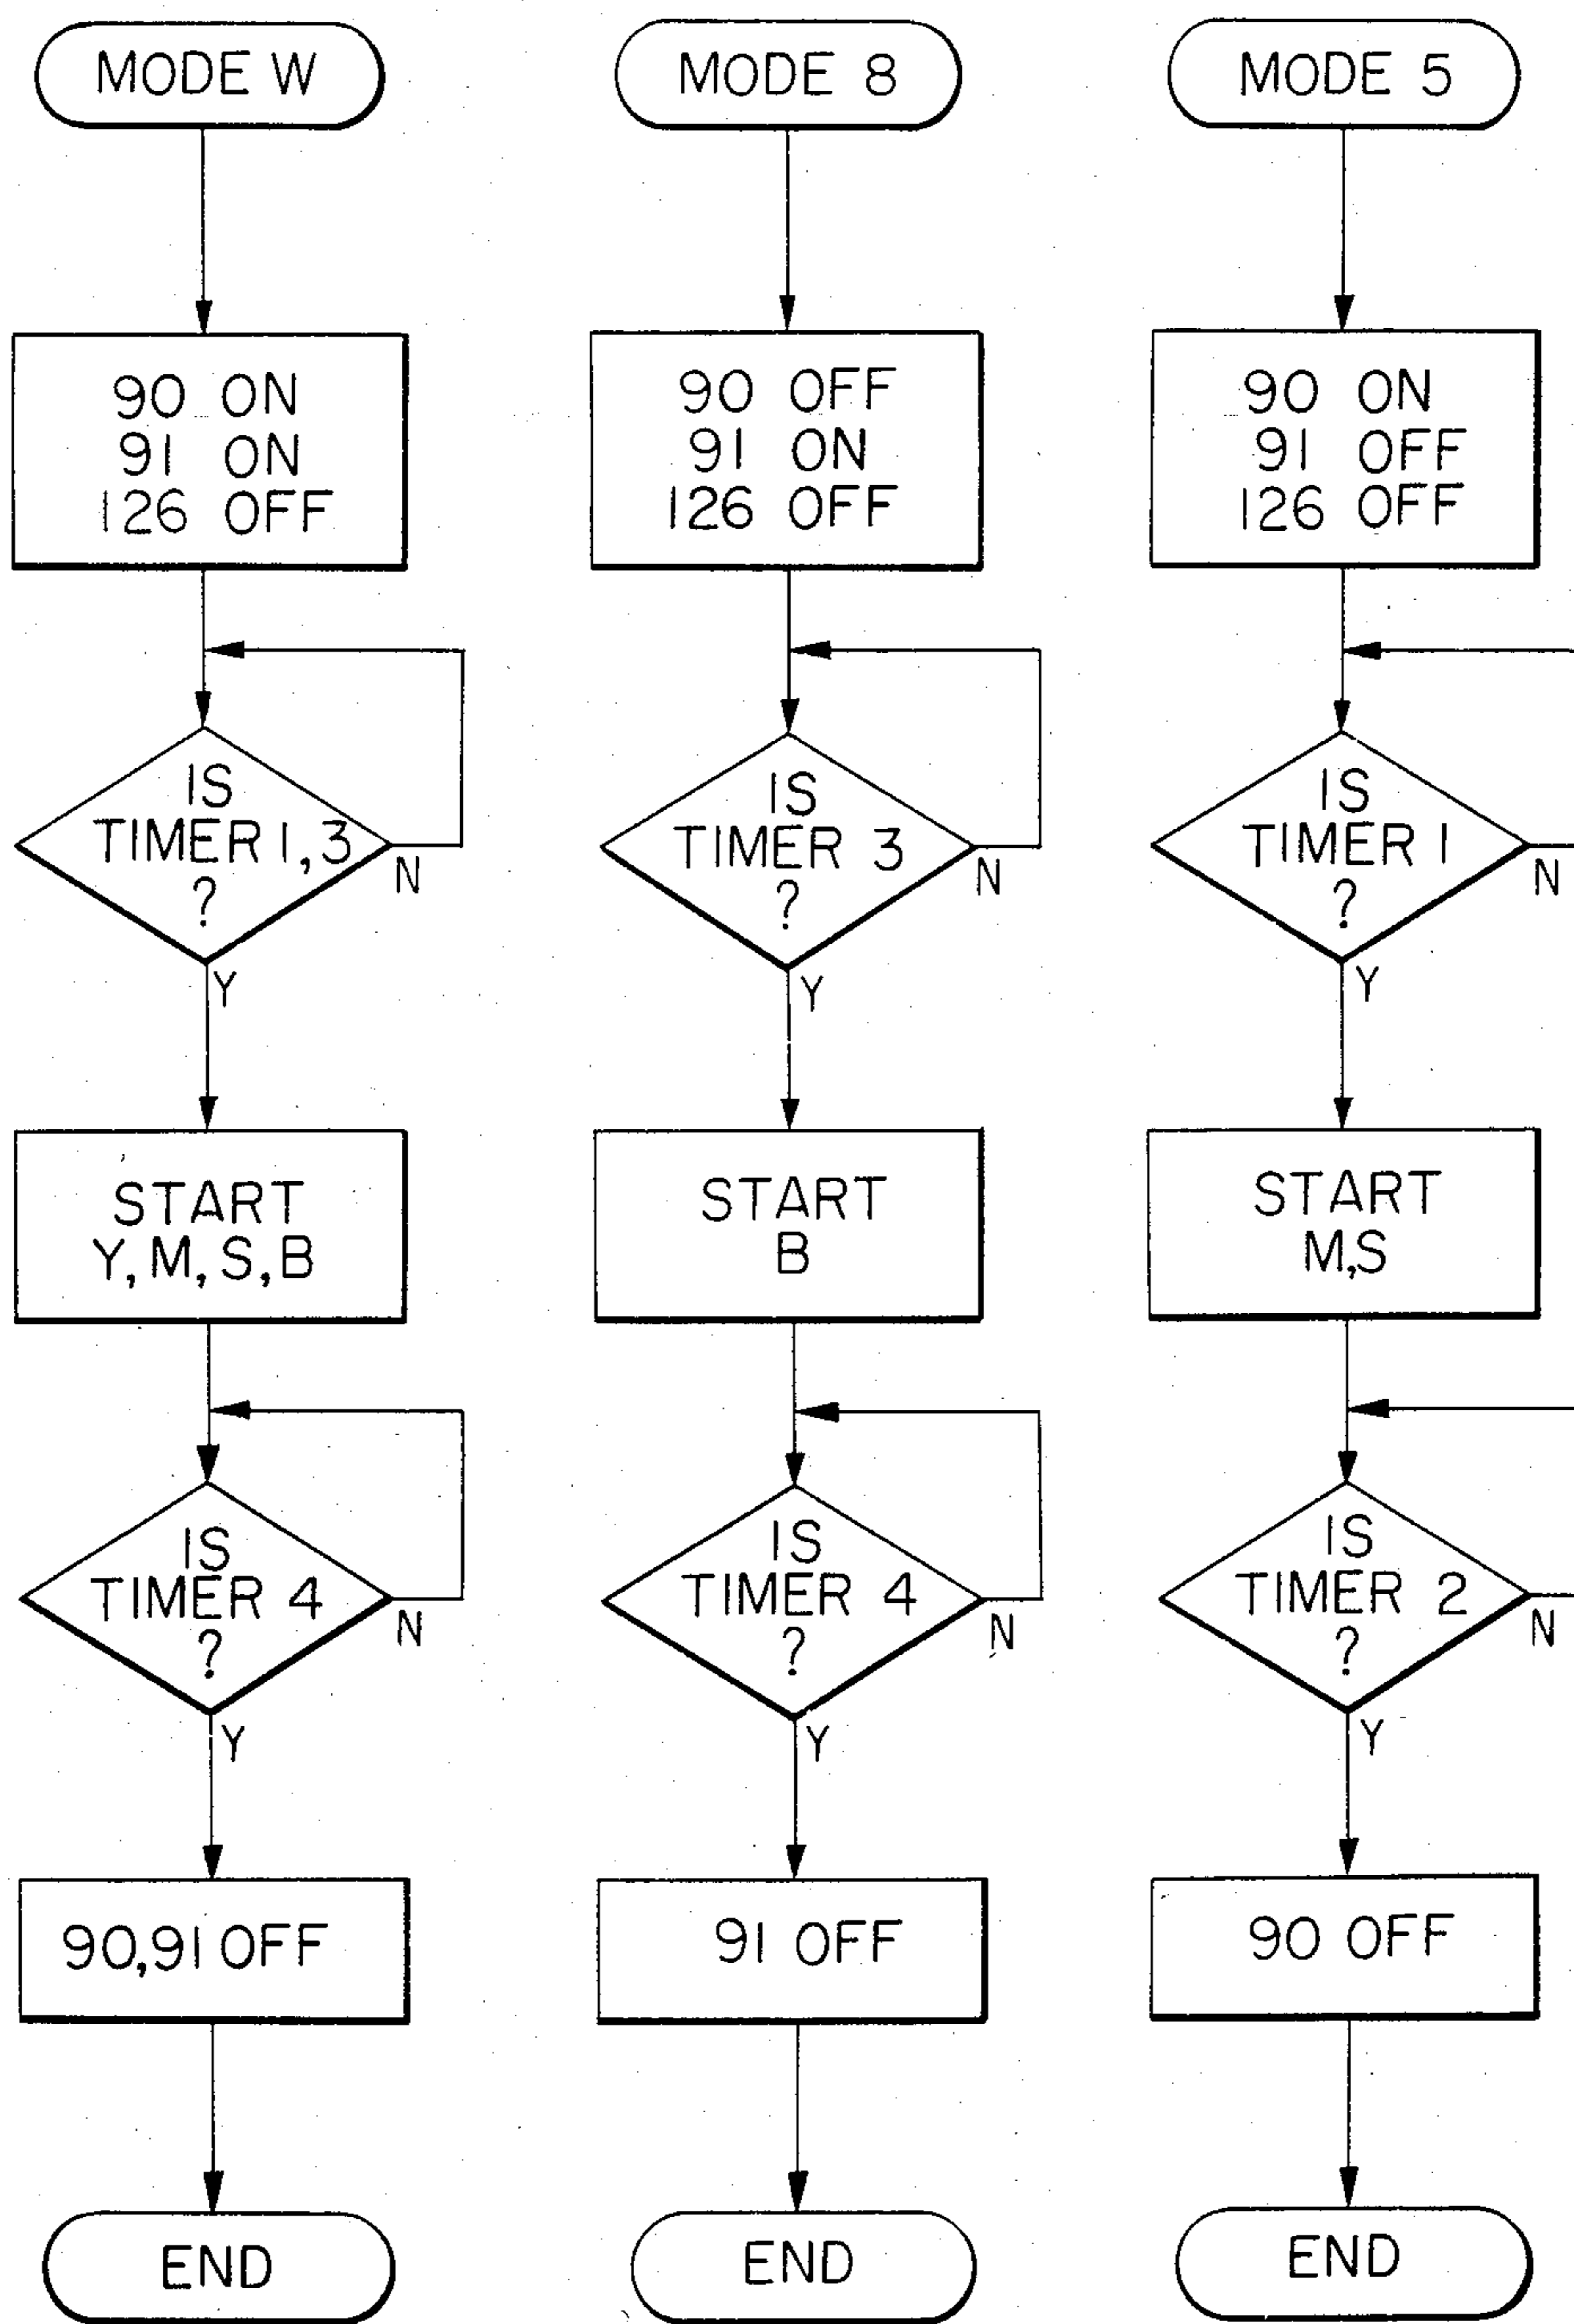 MODE W
90 ON
91 ON
126 OFF
IS
TIMER 1,3
?
N
Y
START
Y, M, S, B
IS
TIMER 4
?
N
Y
90,91 OFF
END
MODE 8
90 OFF
91 ON
126 OFF
IS
TIMER 3
?
N
Y
START
B
IS
TIMER 4
?
N
Y
91 OFF
END
MODE 5
90 ON
91 OFF
126 OFF
IS
TIMER 1
?
N
Y
START
M,S
IS
TIMER 2
?
N
Y
90 OFF
END